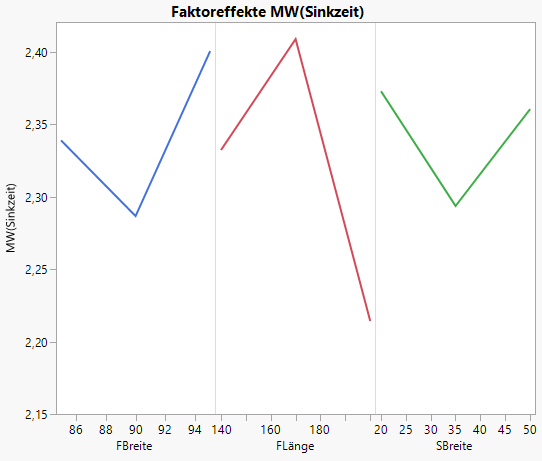 Faktoreffekte MW(Sinkzeit)
MW(Sinkzeit)
2,40
2,35
2,30
2,25
2,20
2,15
86 88 90 92 94 140 160 180 20 25 30 35 40 45 50
FBreite FLänge SBreite